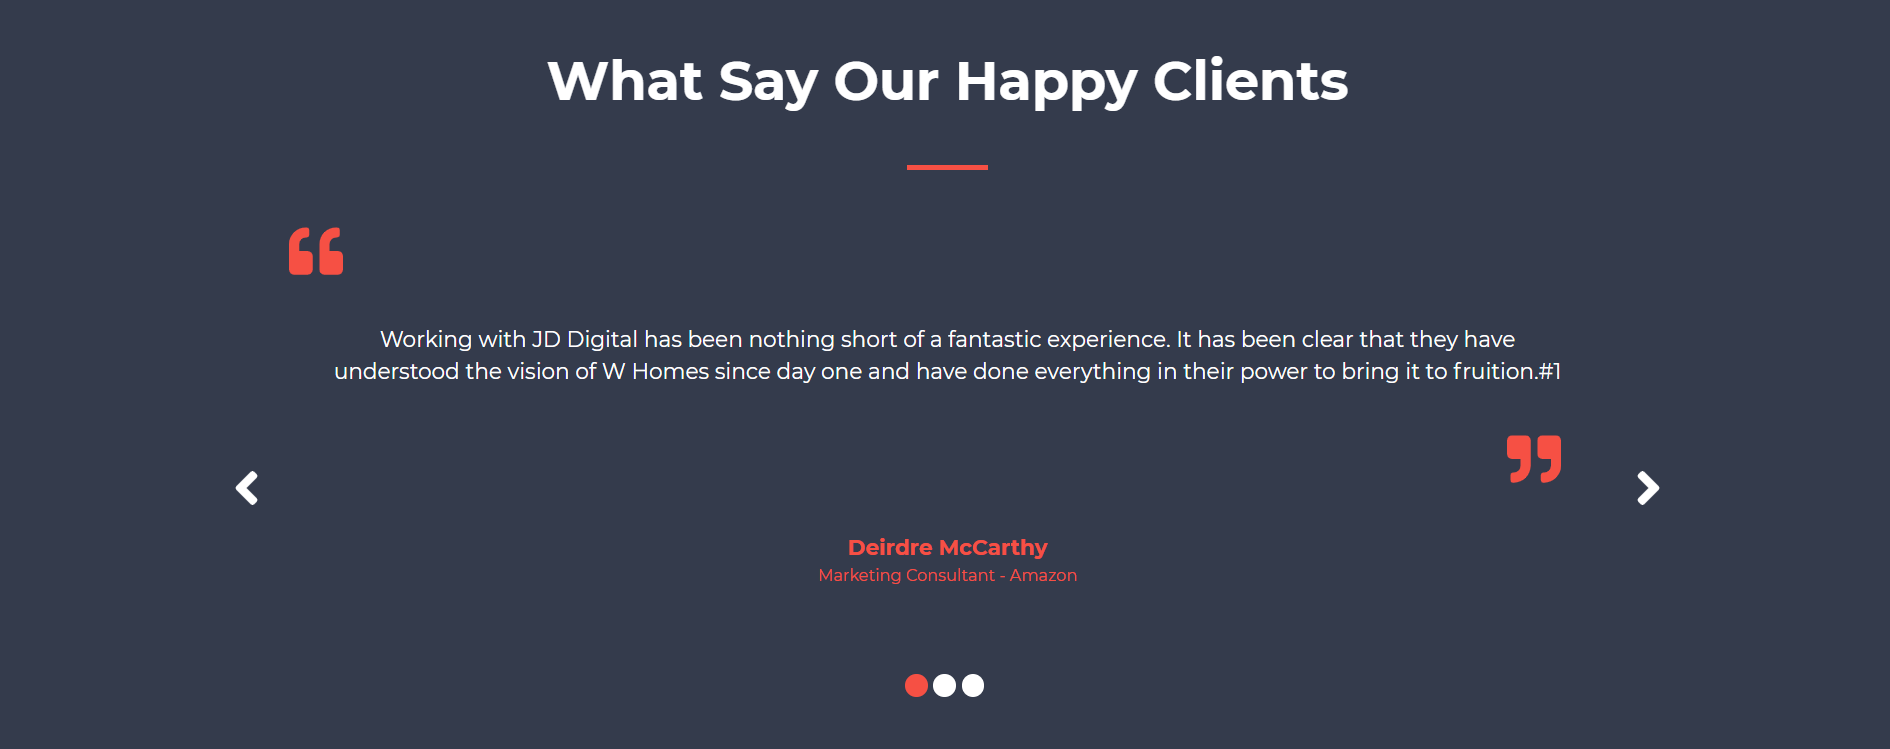 What Say Our Happy Clients
Working with JD Digital has been nothing short of a fantastic experience. It has been clear that they have
understood the vision of W Homes since day one and have done everything in their power to bring it to fruition.#1
Deirdre McCarthy
Marketing Consultant - Amazon